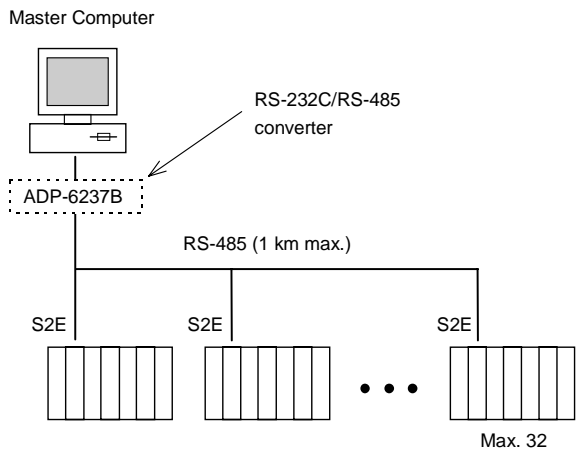 Master Computer
RS-232C/RS-485
converter
ADP-6237B
RS-485 (1 km max.)
S2E
S2E
S2E
Max. 32